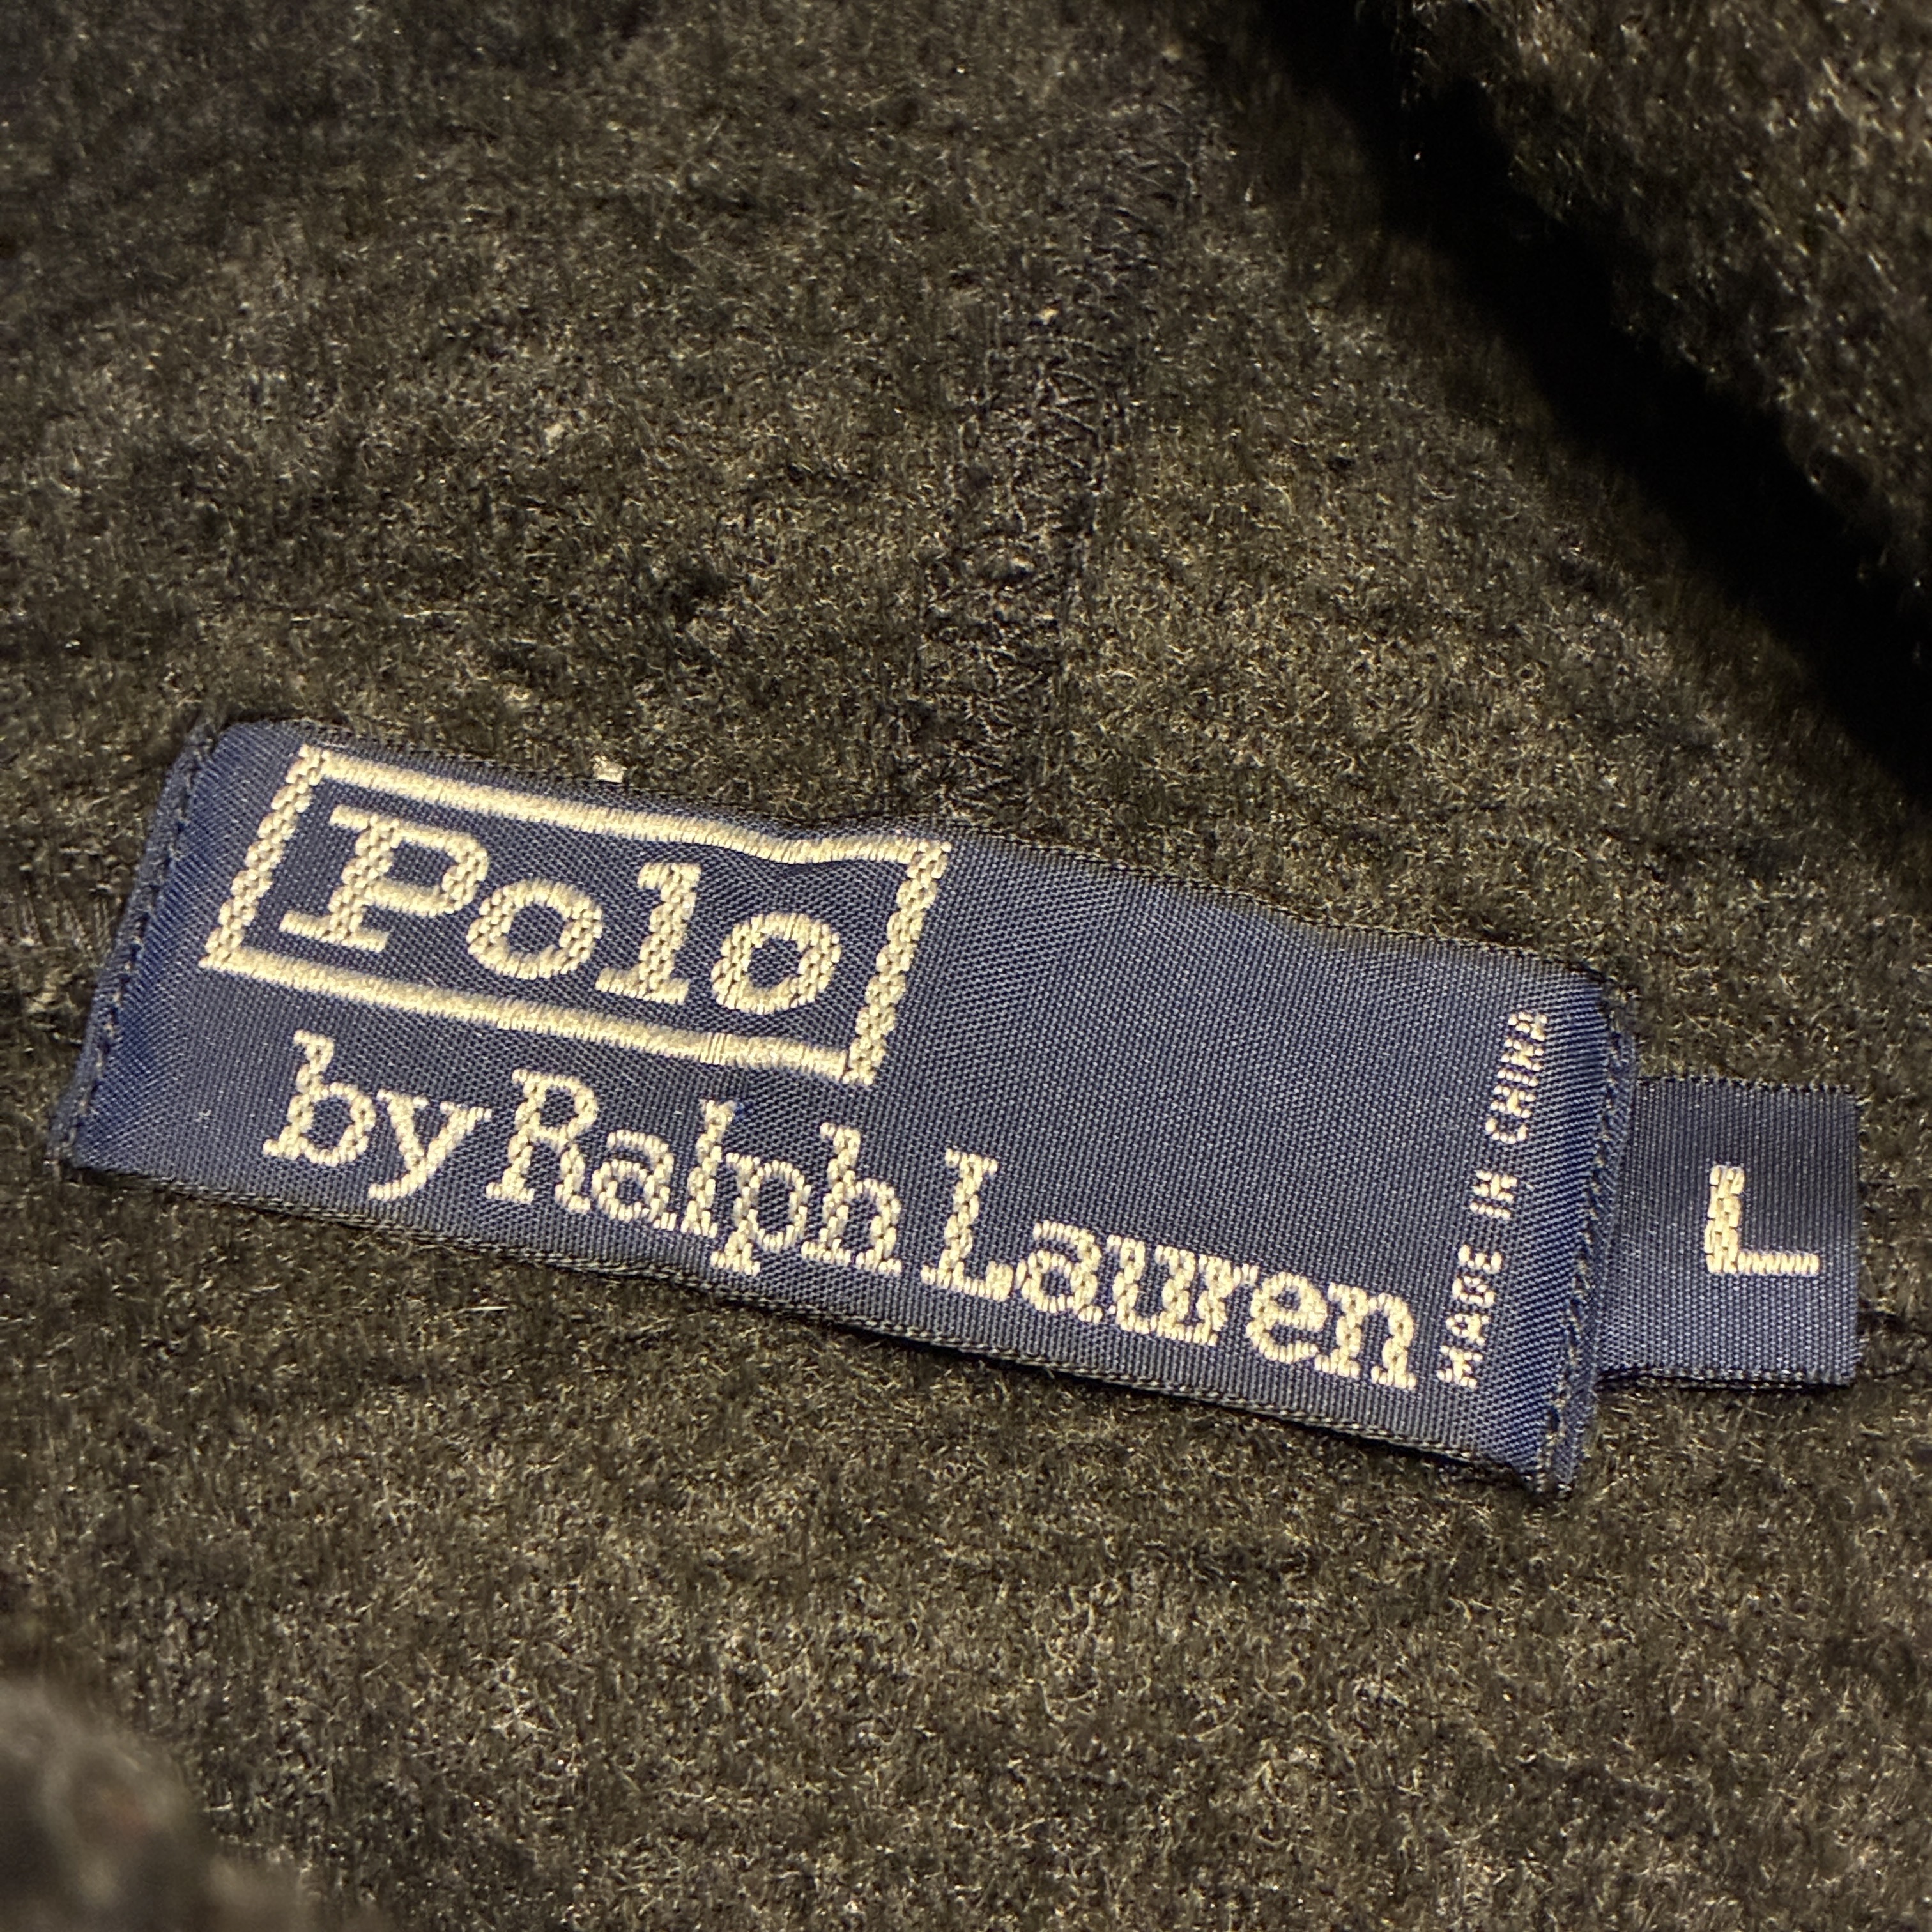 Polo
by Ralph Lauren
MADE IN CHINA
L